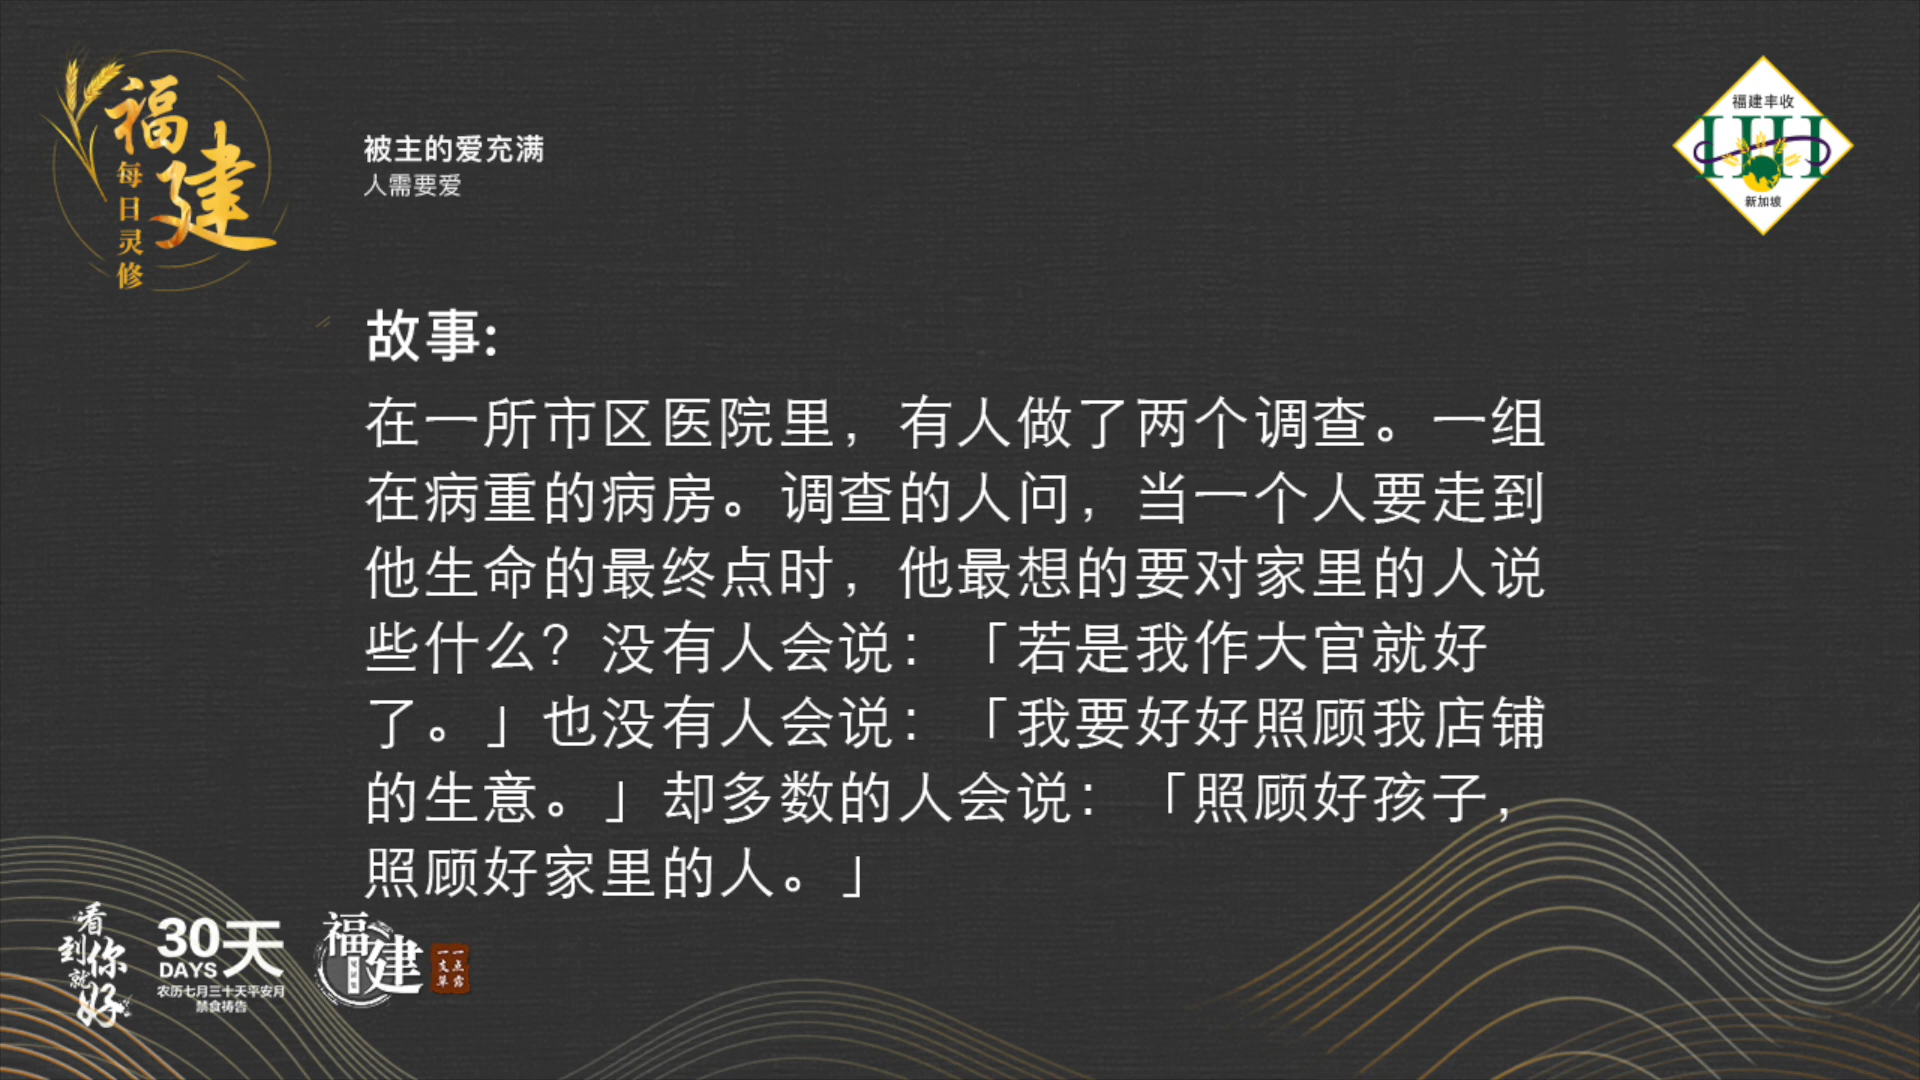 福建
每日灵修
被主的爱充满
人需要爱
福建丰收
HH
新加坡
故事:
在一所市区医院里，有人做了两个调查。一组
在病重的病房。调查的人问，当一个人要走到
他生命的最终点时，他最想的要对家里的人说
些什么？没有人会说：「若是我作大官就好
了。」也没有人会说：「我要好好照顾我店铺
的生意。」却多数的人会说：「照顾好孩子，
照顾好家里的人。」
看到你就好
30天
DAYS
农历七月三十天平安月
禁食祷告
福建
一点露
一支草